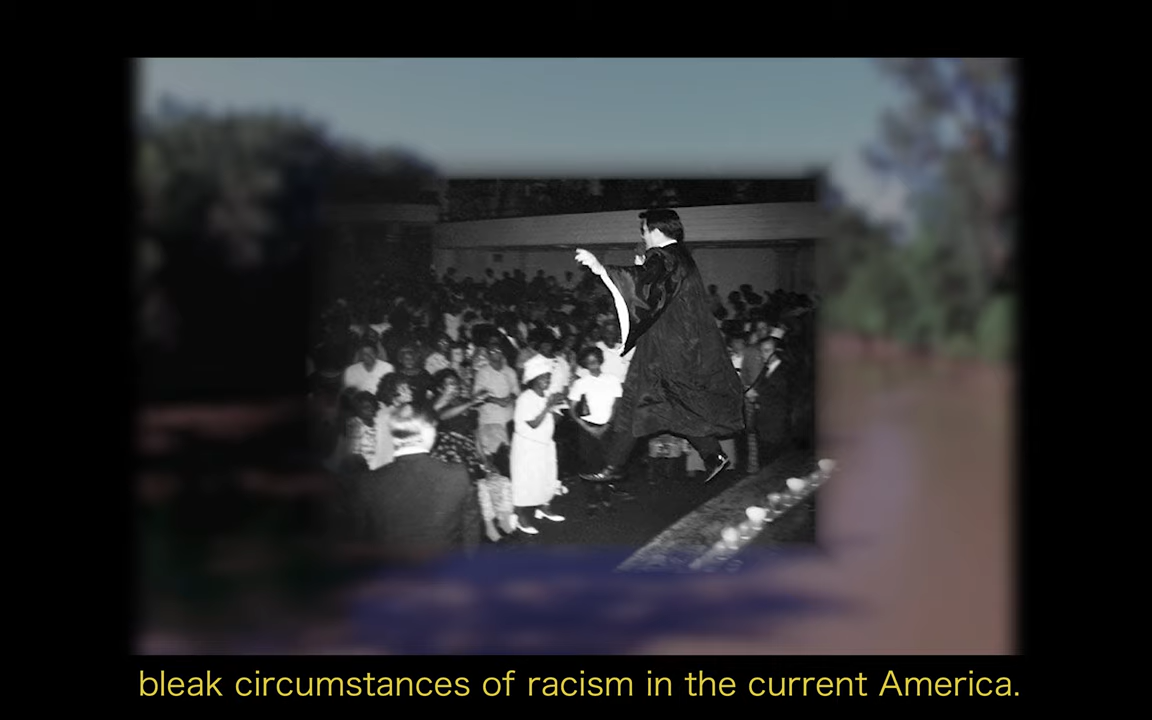 bleak circumstances of racism in the current America.